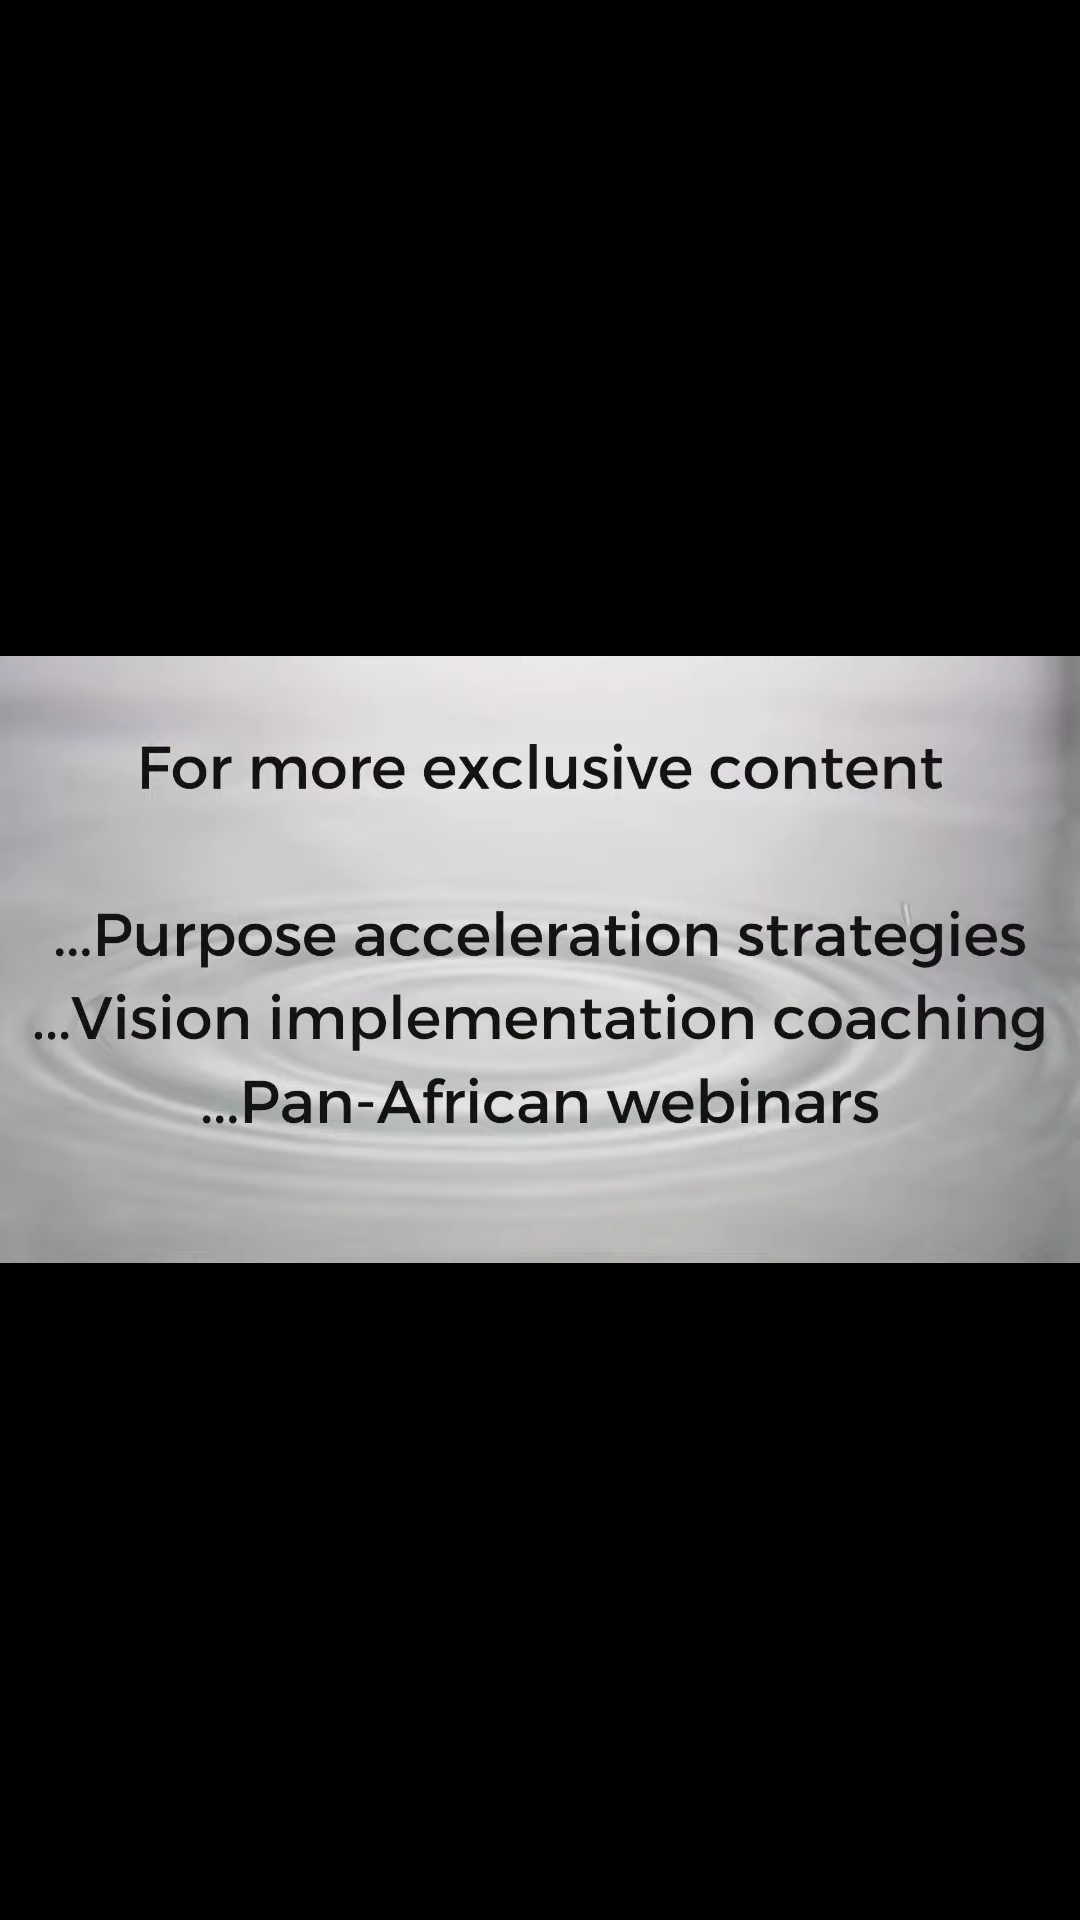 For more exclusive content
...Purpose acceleration strategies
...Vision implementation coaching
...Pan-African webinars